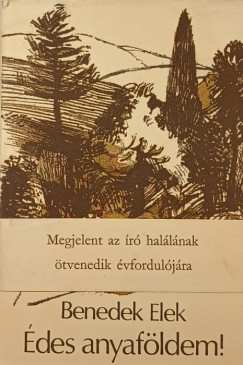 Megjelent az író halálának
ötvenedik évfordulójára
Benedek Elek
Édes anyaföldem!